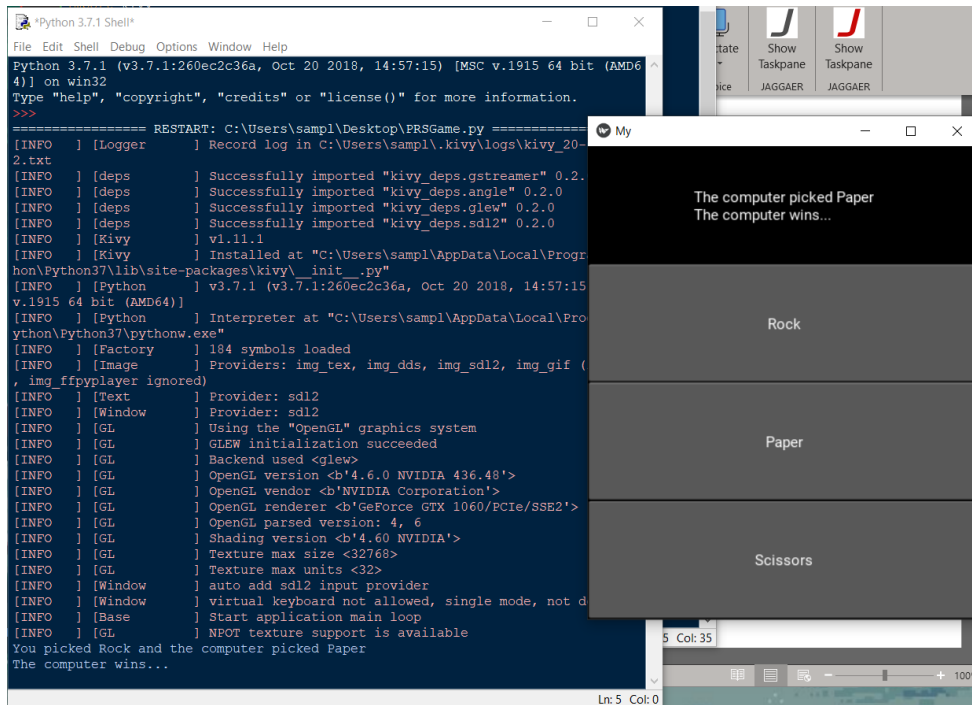 *Python 3.7.1 Shell*
File Edit Shell Debug Options Window Help
Python 3.7.1 (v3.7.1:260ec2c36a, Oct 20 2018, 14:57:15) [MSC v.1915 64 bit (AMD6
4)] on win32
Type "help", "copyright", "credits" or "license()" for more information.
>>>
================= RESTART: C:\Users\sampl\Desktop\PRSGame.py ============
[INFO   ] [Logger      ] Record log in C:\Users\sampl\.kivy\logs\kivy_20-
2.txt
[INFO   ] [deps        ] Successfully imported "kivy_deps.gstreamer" 0.2.
[INFO   ] [deps        ] Successfully imported "kivy_deps.angle" 0.2.0
[INFO   ] [deps        ] Successfully imported "kivy_deps.glew" 0.2.0
[INFO   ] [deps        ] Successfully imported "kivy_deps.sdl2" 0.2.0
[INFO   ] [Kivy        ] v1.11.1
[INFO   ] [Kivy        ] Installed at "C:\Users\sampl\AppData\Local\Progr
hon\Python37\lib\site-packages\kivy\__init__.py"
[INFO   ] [Python      ] v3.7.1 (v3.7.1:260ec2c36a, Oct 20 2018, 14:57:15
v.1915 64 bit (AMD64)]
[INFO   ] [Python      ] Interpreter at "C:\Users\sampl\AppData\Local\Pro
ython\Python37\pythonw.exe"
[INFO   ] [Factory     ] 184 symbols loaded
[INFO   ] [Image       ] Providers: img_tex, img_dds, img_sdl2, img_gif (
, img_ffpyplayer ignored)
[INFO   ] [Text        ] Provider: sdl2
[INFO   ] [Window      ] Provider: sdl2
[INFO   ] [GL          ] Using the "OpenGL" graphics system
[INFO   ] [GL          ] GLEW initialization succeeded
[INFO   ] [GL          ] Backend used <glew>
[INFO   ] [GL          ] OpenGL version <b'4.6.0 NVIDIA 436.48'>
[INFO   ] [GL          ] OpenGL vendor <b'NVIDIA Corporation'>
[INFO   ] [GL          ] OpenGL renderer <b'GeForce GTX 1060/PCIe/SSE2'>
[INFO   ] [GL          ] OpenGL parsed version: 4, 6
[INFO   ] [GL          ] Shading version <b'4.60 NVIDIA'>
[INFO   ] [GL          ] Texture max size <32768>
[INFO   ] [GL          ] Texture max units <32>
[INFO   ] [Window      ] auto add sdl2 input provider
[INFO   ] [Window      ] virtual keyboard not allowed, single mode, not d
[INFO   ] [Base        ] Start application main loop
[INFO   ] [GL          ] NPOT texture support is available
You picked Rock and the computer picked Paper
The computer wins...
Ln: 5 Col: 0
tate
Show
Taskpane
Show
Taskpane
oice
JAGGAER
JAGGAER
My
The computer picked Paper
The computer wins...
Rock
Paper
Scissors
5 Col: 35
100